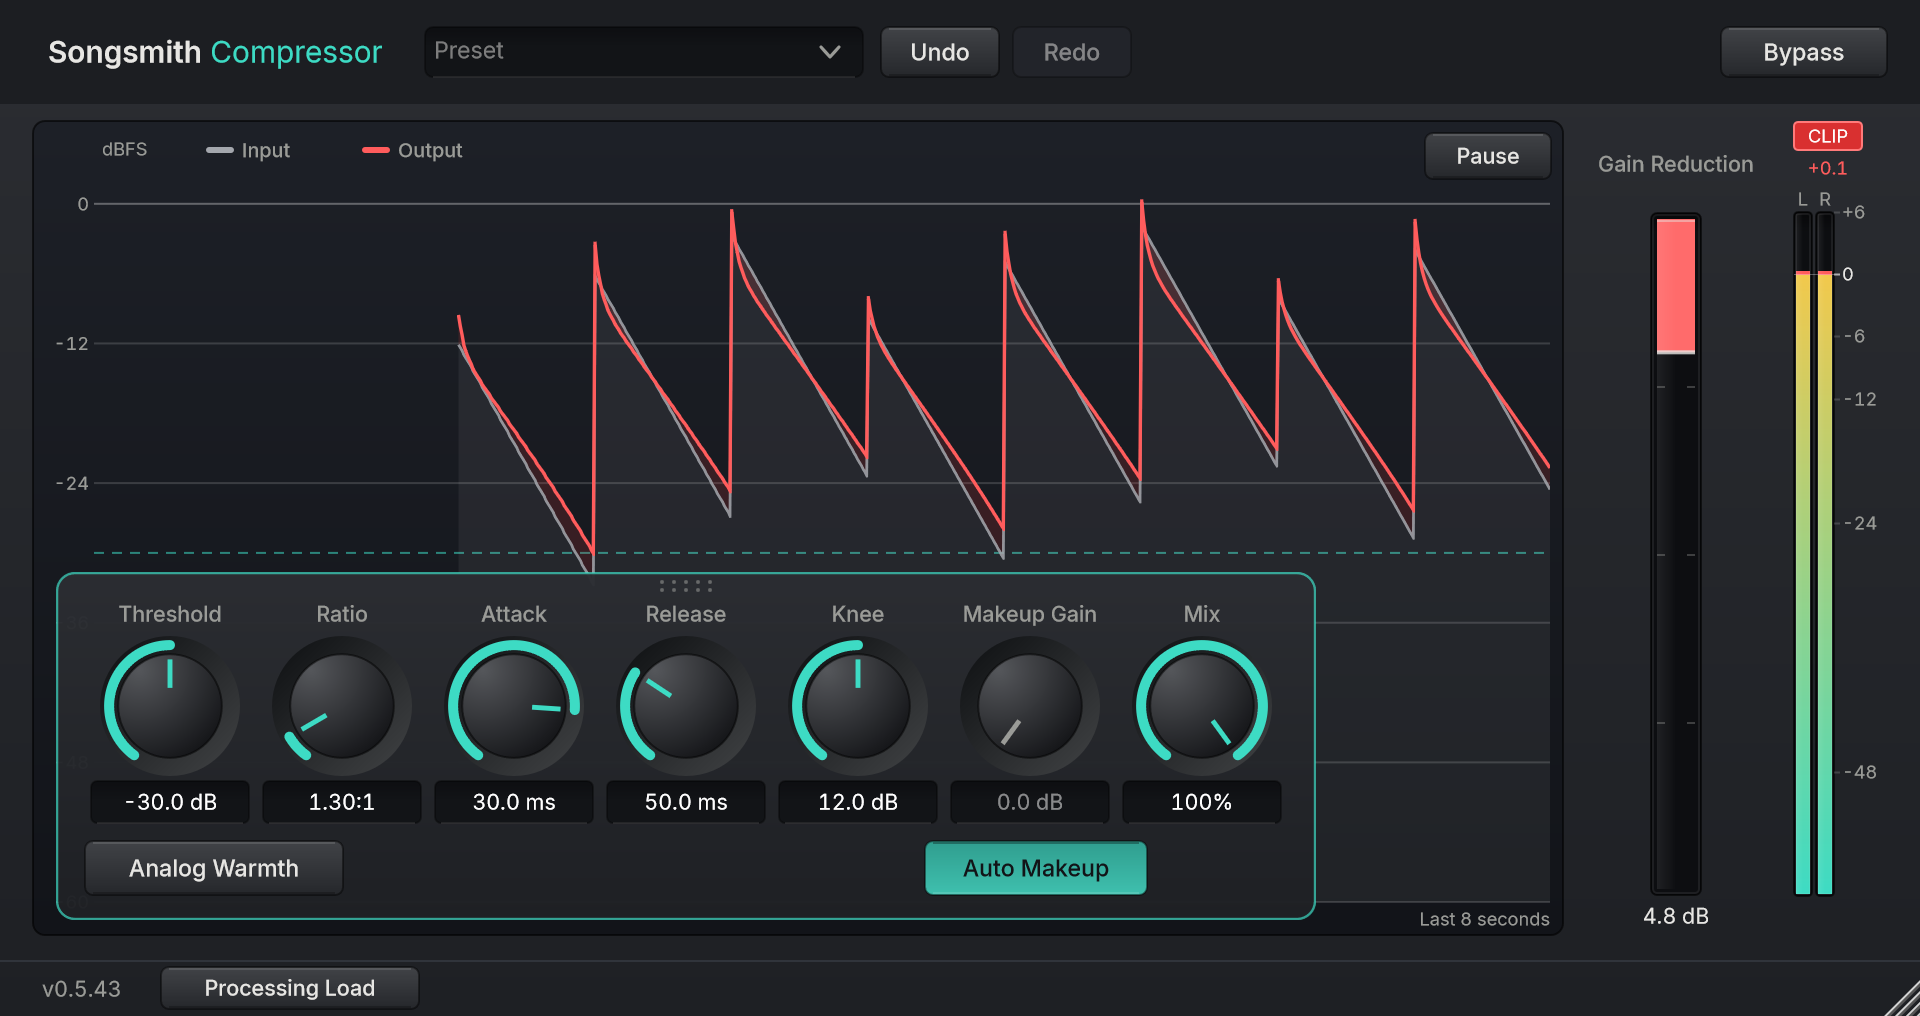 Songsmith Compressor
Preset
Undo
Redo
Bypass
dBFS
Input
Output
Pause
0
-12
-24
Gain Reduction
CLIP
+0.1
L R
+6
0
-6
-12
-24
-48
4.8 dB
Threshold
Ratio
Attack
Release
Knee
Makeup Gain
Mix
-30.0 dB
1.30:1
30.0 ms
50.0 ms
12.0 dB
0.0 dB
100%
Analog Warmth
Auto Makeup
Last 8 seconds
v0.5.43
Processing Load